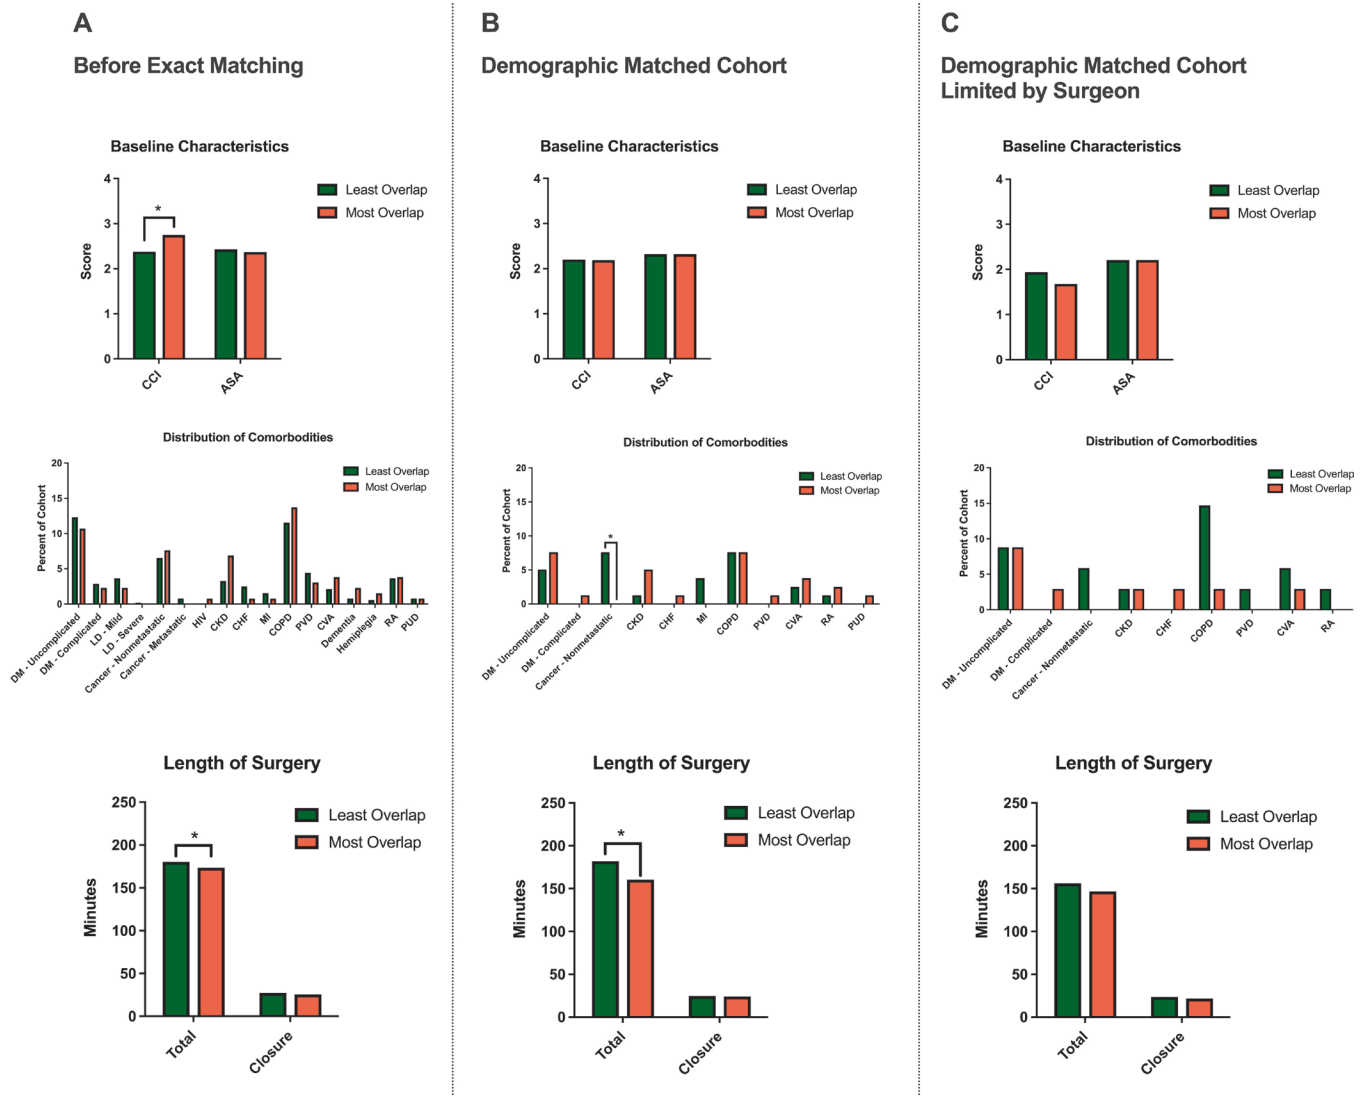 A
Before Exact Matching
Baseline Characteristics
4
3
2
1
0
Score
*
CCI
ASA
Least Overlap
Most Overlap
Distribution of Comorbodities
20
15
10
5
0
Percent of Cohort
Least Overlap
Most Overlap
DM - Uncomplicated
DM - Complicated
LD - Mild
LD - Severe
Cancer - Nonmetastatic
Cancer - Metastatic
HIV
CKD
CHF
MI
COPD
PVD
CVA
Dementia
Hemiplegia
RA
PUD
Length of Surgery
250
200
150
100
50
0
Minutes
*
Total
Closure
Least Overlap
Most Overlap
B
Demographic Matched Cohort
Baseline Characteristics
4
3
2
1
0
Score
CCI
ASA
Least Overlap
Most Overlap
Distribution of Comorbodities
20
15
10
5
0
Percent of Cohort
*
Least Overlap
Most Overlap
DM - Uncomplicated
DM - Complicated
Cancer - Nonmetastatic
CKD
CHF
MI
COPD
PVD
CVA
RA
PUD
Length of Surgery
250
200
150
100
50
0
Minutes
*
Total
Closure
Least Overlap
Most Overlap
C
Demographic Matched Cohort
Limited by Surgeon
Baseline Characteristics
4
3
2
1
0
Score
CCI
ASA
Least Overlap
Most Overlap
Distribution of Comorbodities
20
15
10
5
0
Percent of Cohort
Least Overlap
Most Overlap
DM - Uncomplicated
DM - Complicated
Cancer - Nonmetastatic
CKD
CHF
COPD
PVD
CVA
RA
Length of Surgery
250
200
150
100
50
0
Minutes
Total
Closure
Least Overlap
Most Overlap